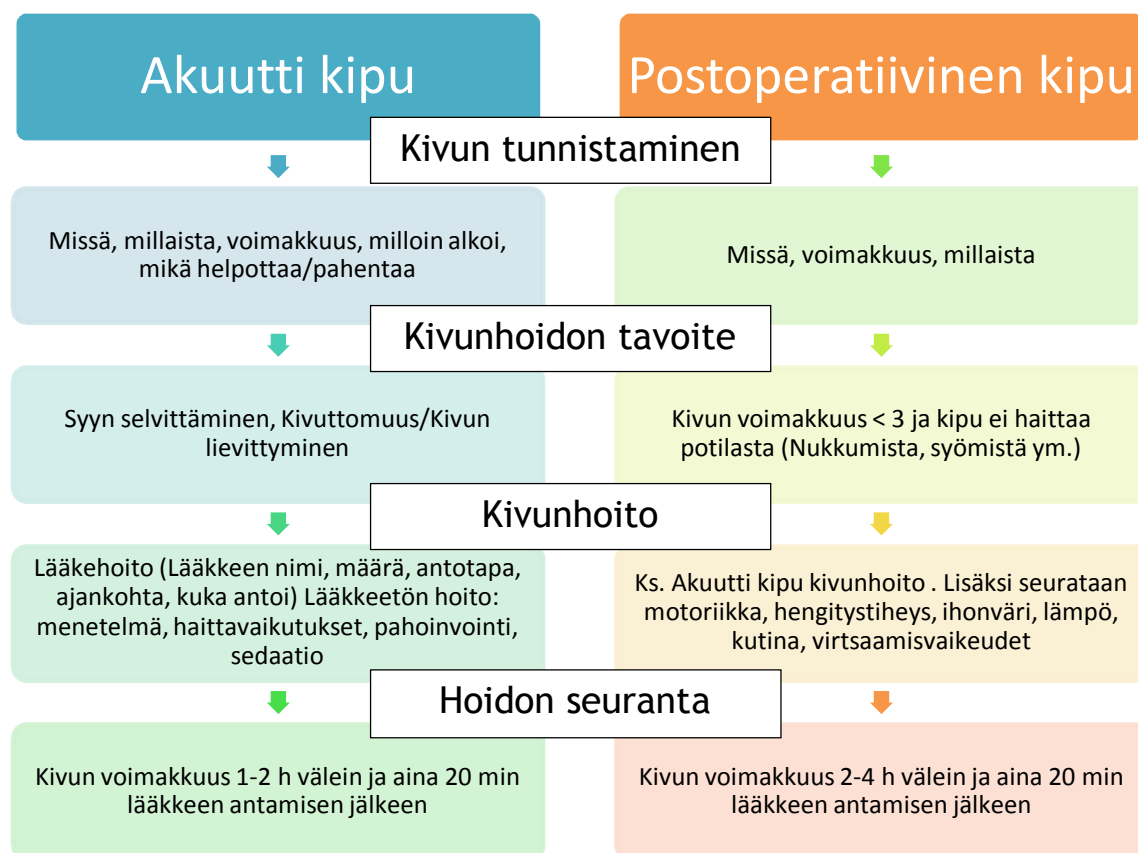 Akuutti kipu
Postoperatiivinen kipu
Kivun tunnistaminen
Missä, millaista, voimakkuus, milloin alkoi,
mikä helpottaa/pahentaa
Missä, voimakkuus, millaista
Kivunhoidon tavoite
Syyn selvittäminen, Kivuttomuus/Kivun
lievittyminen
Kivun voimakkuus < 3 ja kipu ei haittaa
potilasta (Nukkumista, syömistä ym.)
Kivunhoito
Lääkehoito (Lääkkeen nimi, määrä, antotapa,
ajankohta, kuka antoi) Lääkkeetön hoito:
menetelmä, haittavaikutukset, pahoinvointi,
sedaatio
Ks. Akuutti kipu kivunhoito . Lisäksi seurataan
motoriikka, hengitystiheys, ihonväri, lämpö,
kutina, virtsaamisvaikeudet
Hoidon seuranta
Kivun voimakkuus 1-2 h välein ja aina 20 min
lääkkeen antamisen jälkeen
Kivun voimakkuus 2-4 h välein ja aina 20 min
lääkkeen antamisen jälkeen